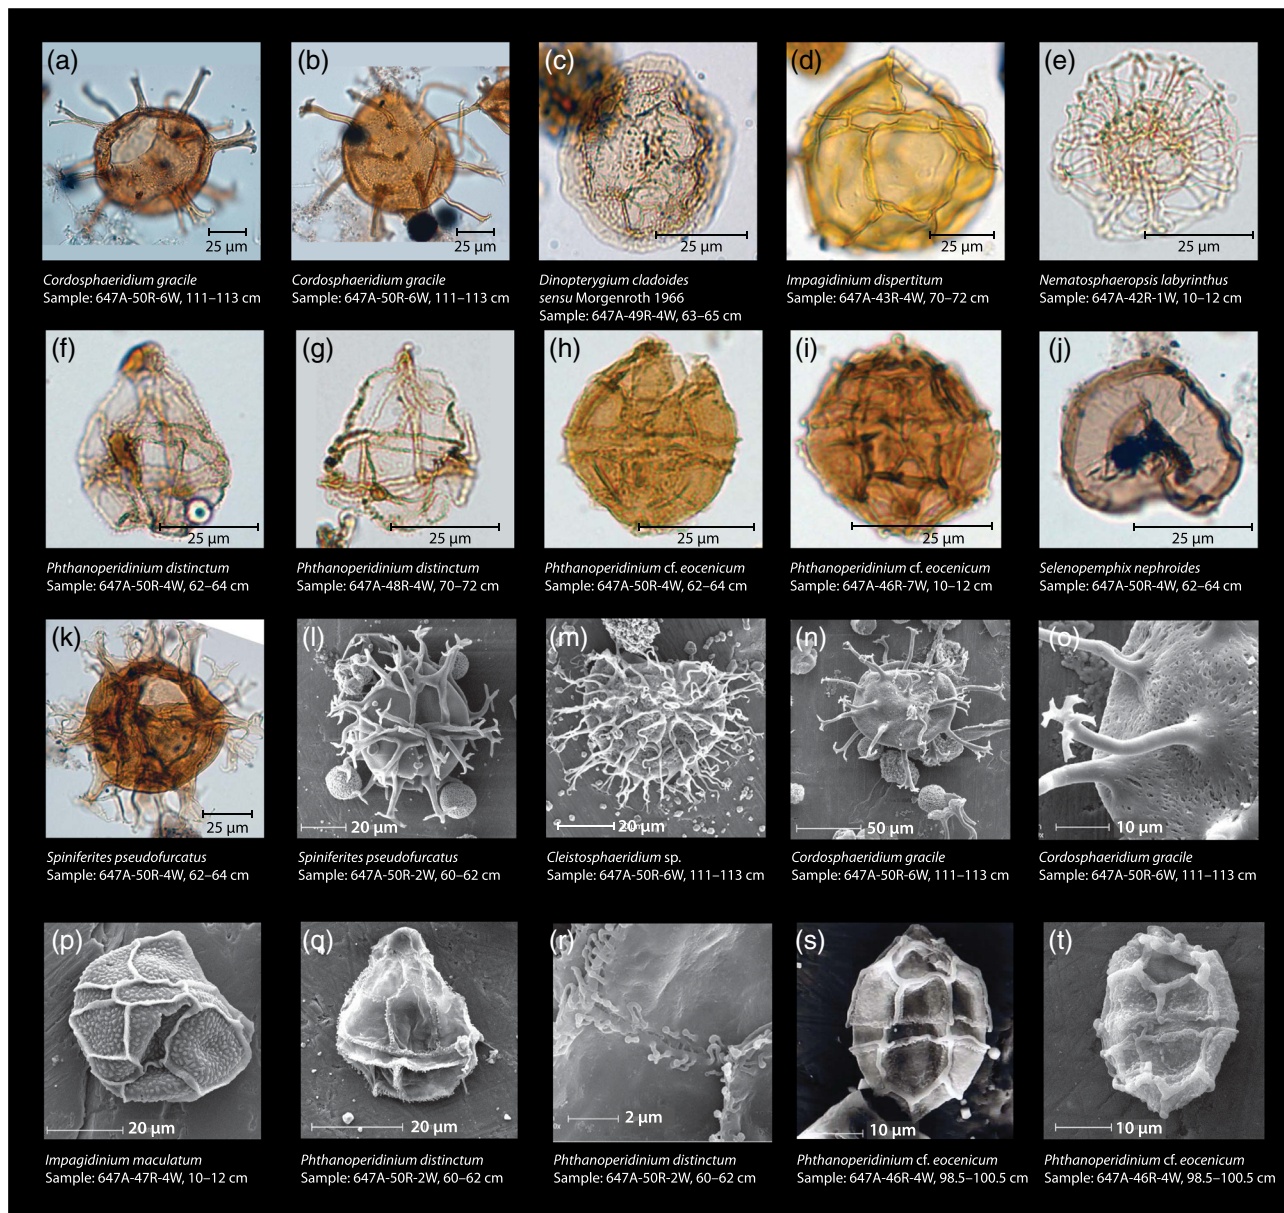 (a)
25 µm
Cordosphaeridium gracile
Sample: 647A-50R-6W, 111–113 cm
(b)
25 µm
Cordosphaeridium gracile
Sample: 647A-50R-6W, 111–113 cm
(c)
25 µm
Dinopterygium cladoides
sensu Morgenroth 1966
Sample: 647A-49R-4W, 63–65 cm
(d)
25 µm
Impagidinium dispertitum
Sample: 647A-43R-4W, 70–72 cm
(e)
25 µm
Nematosphaeropsis labyrinthus
Sample: 647A-42R-1W, 10–12 cm
(f)
25 µm
Phthanoperidinium distinctum
Sample: 647A-50R-4W, 62–64 cm
(g)
25 µm
Phthanoperidinium distinctum
Sample: 647A-48R-4W, 70–72 cm
(h)
25 µm
Phthanoperidinium cf. eocenicum
Sample: 647A-50R-4W, 62–64 cm
(i)
25 µm
Phthanoperidinium cf. eocenicum
Sample: 647A-46R-7W, 10–12 cm
(j)
25 µm
Selenopemphix nephroides
Sample: 647A-50R-4W, 62–64 cm
(k)
25 µm
Spiniferites pseudofurcatus
Sample: 647A-50R-4W, 62–64 cm
(l)
20 µm
Spiniferites pseudofurcatus
Sample: 647A-50R-2W, 60–62 cm
(m)
20 µm
Cleistosphaeridium sp.
Sample: 647A-50R-6W, 111–113 cm
(n)
50 µm
Cordosphaeridium gracile
Sample: 647A-50R-6W, 111–113 cm
(o)
10 µm
Cordosphaeridium gracile
Sample: 647A-50R-6W, 111–113 cm
(p)
20 µm
Impagidinium maculatum
Sample: 647A-47R-4W, 10–12 cm
(q)
20 µm
Phthanoperidinium distinctum
Sample: 647A-50R-2W, 60–62 cm
(r)
2 µm
Phthanoperidinium distinctum
Sample: 647A-50R-2W, 60–62 cm
(s)
10 µm
Phthanoperidinium cf. eocenicum
Sample: 647A-46R-4W, 98.5–100.5 cm
(t)
10 µm
Phthanoperidinium cf. eocenicum
Sample: 647A-46R-4W, 98.5–100.5 cm